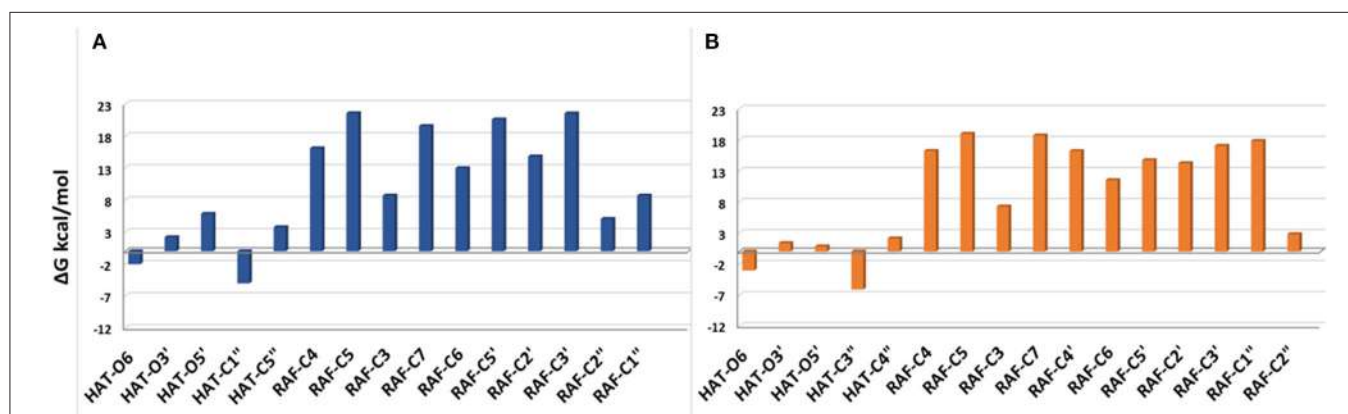 A
ΔG kcal/mol
23
18
13
8
3
-2
-7
-12
HAT-O6
HAT-O3'
HAT-O5'
HAT-C1"
HAT-C5"
RAF-C4
RAF-C5
RAF-C3
RAF-C7
RAF-C6
RAF-C5'
RAF-C2'
RAF-C3'
RAF-C2"
RAF-C1"
B
23
18
13
8
3
-2
-7
-12
HAT-O6
HAT-O3'
HAT-O5'
HAT-C3"
HAT-C4"
RAF-C4
RAF-C5
RAF-C3
RAF-C7
RAF-C4'
RAF-C6
RAF-C5'
RAF-C2'
RAF-C3'
RAF-C1"
RAF-C2"